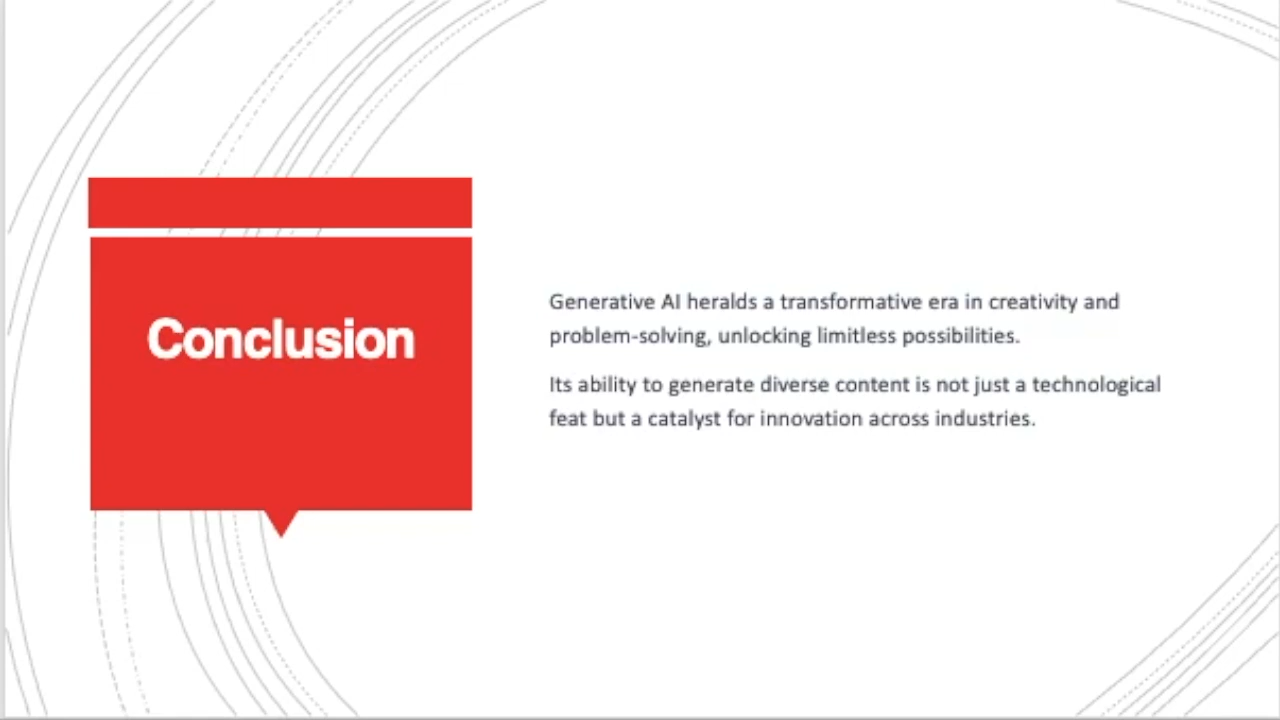 Conclusion
Generative AI heralds a transformative era in creativity and
problem-solving, unlocking limitless possibilities.
Its ability to generate diverse content is not just a technological
feat but a catalyst for innovation across industries.